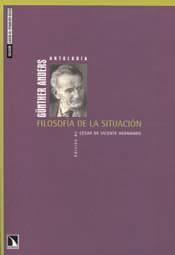 ANTOLOGÍA
GÜNTHER ANDERS
FILOSOFÍA DE LA SITUACIÓN
Edición de
CÉSAR DE VICENTE HERNANDO